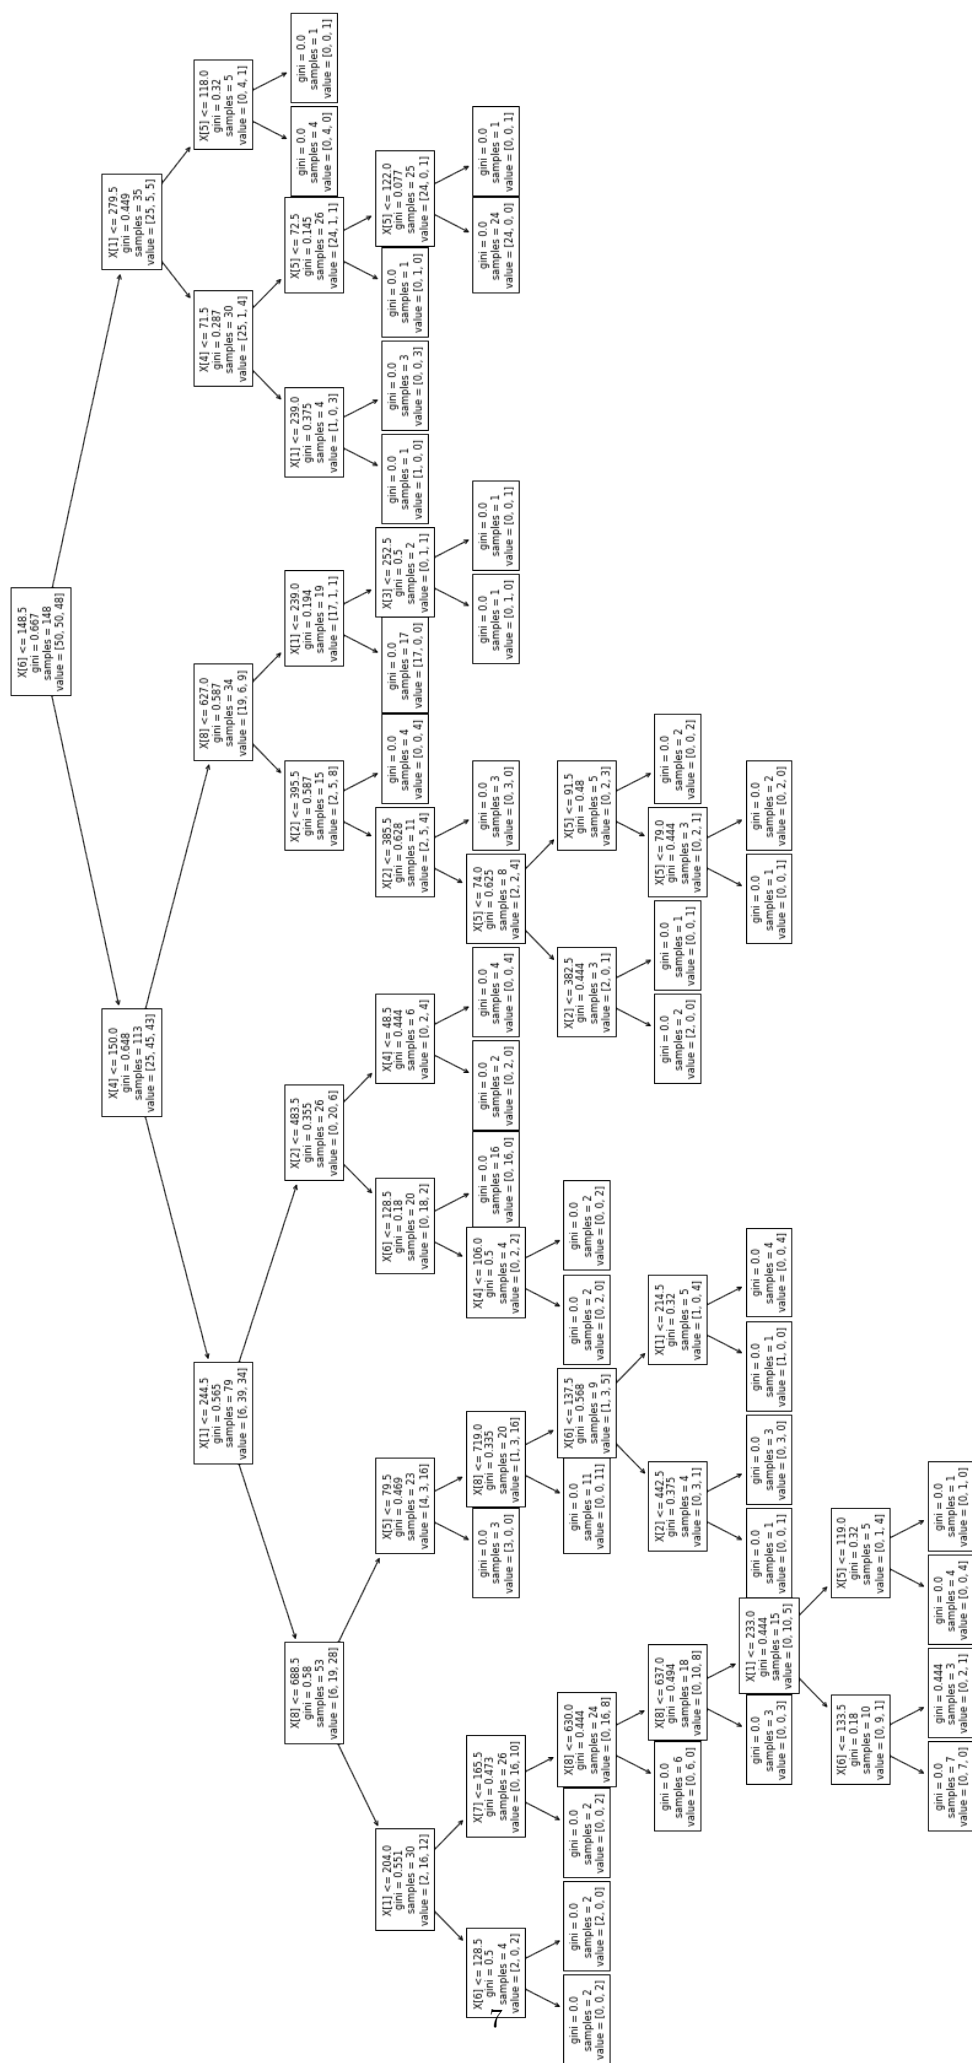 X[6] <= 148.5
gini = 0.667
samples = 148
value = [50, 50, 48]
X[4] <= 150.0
gini = 0.648
samples = 113
value = [25, 45, 43]
X[1] <= 279.5
gini = 0.449
samples = 35
value = [25, 5, 5]
X[1] <= 244.5
gini = 0.565
samples = 79
value = [6, 39, 34]
X[8] <= 627.0
gini = 0.587
samples = 34
value = [19, 6, 9]
X[4] <= 71.5
gini = 0.287
samples = 30
value = [25, 1, 4]
X[5] <= 118.0
gini = 0.32
samples = 5
value = [0, 4, 1]
X[8] <= 688.5
gini = 0.58
samples = 53
value = [6, 19, 28]
X[2] <= 483.5
gini = 0.355
samples = 26
value = [0, 20, 6]
X[2] <= 395.5
gini = 0.587
samples = 15
value = [2, 5, 8]
X[1] <= 239.0
gini = 0.194
samples = 19
value = [17, 1, 1]
X[1] <= 239.0
gini = 0.375
samples = 4
value = [1, 0, 3]
X[5] <= 72.5
gini = 0.145
samples = 26
value = [24, 1, 1]
gini = 0.0
samples = 4
value = [0, 4, 0]
gini = 0.0
samples = 1
value = [0, 0, 1]
X[1] <= 204.0
gini = 0.551
samples = 30
value = [2, 16, 12]
X[5] <= 79.5
gini = 0.469
samples = 23
value = [4, 3, 16]
X[6] <= 128.5
gini = 0.18
samples = 20
value = [0, 18, 2]
X[4] <= 48.5
gini = 0.444
samples = 6
value = [0, 2, 4]
X[2] <= 385.5
gini = 0.628
samples = 11
value = [2, 5, 4]
gini = 0.0
samples = 4
value = [0, 0, 4]
gini = 0.0
samples = 17
value = [17, 0, 0]
X[3] <= 252.5
gini = 0.5
samples = 2
value = [0, 1, 1]
gini = 0.0
samples = 1
value = [1, 0, 0]
gini = 0.0
samples = 3
value = [0, 0, 3]
gini = 0.0
samples = 1
value = [0, 1, 0]
X[5] <= 122.0
gini = 0.077
samples = 25
value = [24, 0, 1]
X[6] <= 128.5
gini = 0.5
samples = 4
value = [2, 0, 2]
X[7] <= 165.5
gini = 0.473
samples = 26
value = [0, 16, 10]
gini = 0.0
samples = 3
value = [3, 0, 0]
X[8] <= 719.0
gini = 0.335
samples = 20
value = [1, 3, 16]
X[4] <= 106.0
gini = 0.5
samples = 4
value = [0, 2, 2]
gini = 0.0
samples = 16
value = [0, 16, 0]
gini = 0.0
samples = 2
value = [0, 2, 0]
gini = 0.0
samples = 4
value = [0, 0, 4]
X[5] <= 74.0
gini = 0.625
samples = 8
value = [2, 2, 4]
gini = 0.0
samples = 3
value = [0, 3, 0]
gini = 0.0
samples = 1
value = [0, 1, 0]
gini = 0.0
samples = 1
value = [0, 0, 1]
gini = 0.0
samples = 24
value = [24, 0, 0]
gini = 0.0
samples = 1
value = [0, 0, 1]
gini = 0.0
samples = 2
value = [0, 0, 2]
gini = 0.0
samples = 2
value = [2, 0, 0]
gini = 0.0
samples = 2
value = [0, 0, 2]
X[8] <= 630.0
gini = 0.444
samples = 24
value = [0, 16, 8]
gini = 0.0
samples = 11
value = [0, 0, 11]
X[6] <= 137.5
gini = 0.568
samples = 9
value = [1, 3, 5]
gini = 0.0
samples = 2
value = [0, 2, 0]
gini = 0.0
samples = 2
value = [0, 0, 2]
X[2] <= 382.5
gini = 0.444
samples = 3
value = [2, 0, 1]
X[5] <= 91.5
gini = 0.48
samples = 5
value = [0, 2, 3]
gini = 0.0
samples = 6
value = [0, 6, 0]
X[8] <= 637.0
gini = 0.494
samples = 18
value = [0, 10, 8]
X[2] <= 442.5
gini = 0.375
samples = 4
value = [0, 3, 1]
X[1] <= 214.5
gini = 0.32
samples = 5
value = [1, 0, 4]
gini = 0.0
samples = 2
value = [2, 0, 0]
gini = 0.0
samples = 1
value = [0, 0, 1]
X[5] <= 79.0
gini = 0.444
samples = 3
value = [0, 2, 1]
gini = 0.0
samples = 2
value = [0, 0, 2]
gini = 0.0
samples = 3
value = [0, 0, 3]
X[1] <= 233.0
gini = 0.444
samples = 15
value = [0, 10, 5]
gini = 0.0
samples = 1
value = [0, 0, 1]
gini = 0.0
samples = 3
value = [0, 3, 0]
gini = 0.0
samples = 1
value = [1, 0, 0]
gini = 0.0
samples = 4
value = [0, 0, 4]
gini = 0.0
samples = 1
value = [0, 0, 1]
gini = 0.0
samples = 2
value = [0, 2, 0]
X[6] <= 133.5
gini = 0.18
samples = 10
value = [0, 9, 1]
X[5] <= 119.0
gini = 0.32
samples = 5
value = [0, 1, 4]
gini = 0.0
samples = 7
value = [0, 7, 0]
gini = 0.444
samples = 3
value = [0, 2, 1]
gini = 0.0
samples = 4
value = [0, 0, 4]
gini = 0.0
samples = 1
value = [0, 1, 0]
7